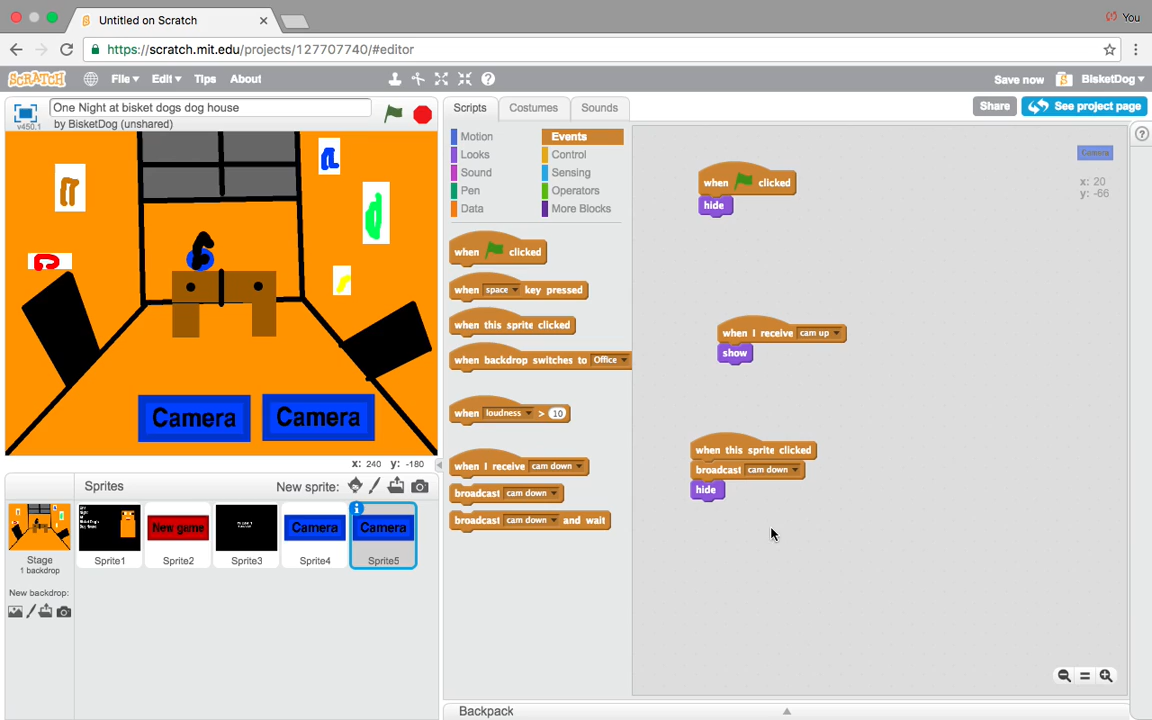 Untitled on Scratch
You
https://scratch.mit.edu/projects/127707740/#editor
SCRATCH File Edit Tips About Save now BisketDog
v450.1
One Night at bisket dogs dog house
by BisketDog (unshared)
Scripts Costumes Sounds
Share See project page
Motion Events
Looks Control
Sound Sensing
Pen Operators
Data More Blocks
when clicked
when space key pressed
when this sprite clicked
when backdrop switches to Office
when loudness > 10
when I receive cam down
broadcast cam down
broadcast cam down and wait
when clicked
hide
when I receive cam up
show
when this sprite clicked
broadcast cam down
hide
Camera
x: 20
y: -66
Camera Camera
x: 240 y: -180
Sprites New sprite:
New game Camera Camera
Stage
1 backdrop
Sprite1 Sprite2 Sprite3 Sprite4 Sprite5
New backdrop:
Backpack